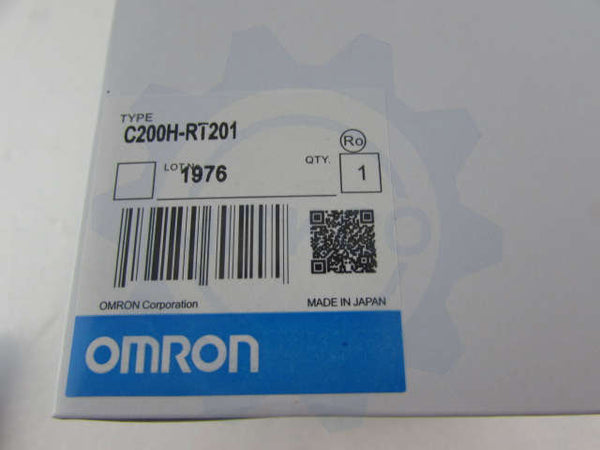 TYPE
C200H-RT201
Ro
LOT No 1976 QTY. 1
OMRON Corporation MADE IN JAPAN
OMRON